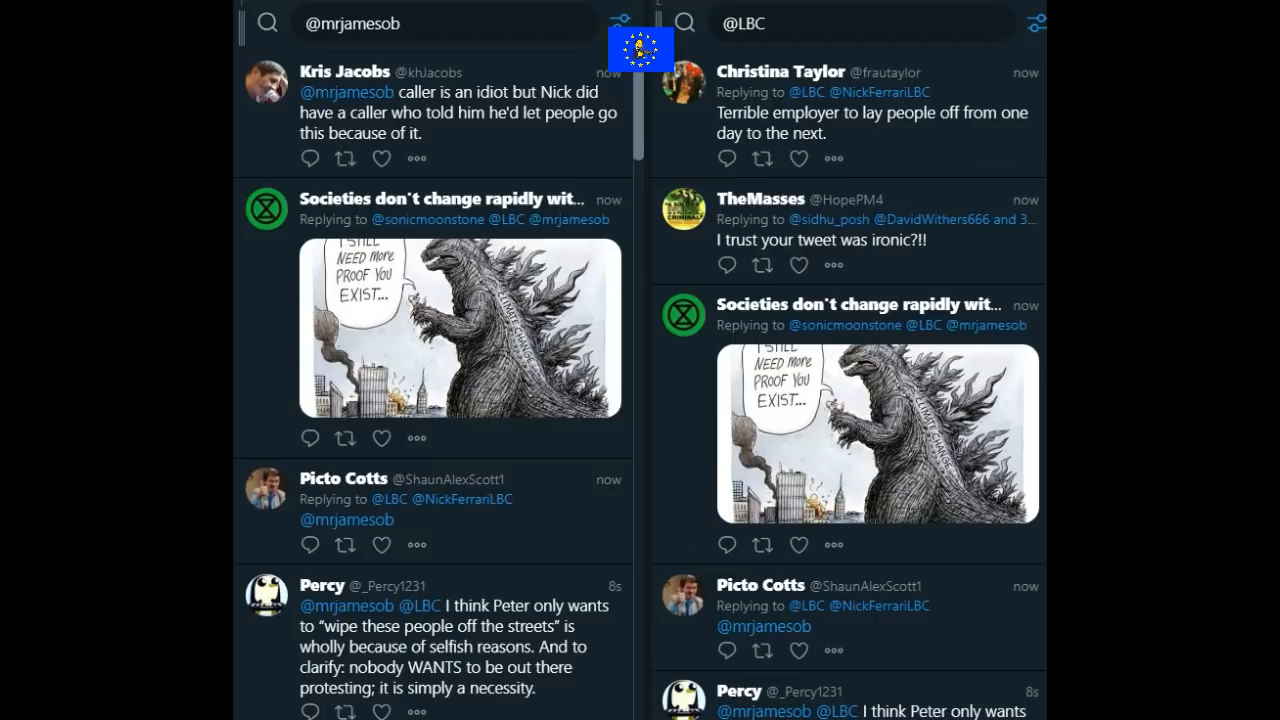 @mrjamesob
Kris Jacobs @khJacobs now
@mrjamesob caller is an idiot but Nick did
have a caller who told him he'd let people go
this because of it.
Societies don't change rapidly wit... now
Replying to @sonicmoonstone @LBC @mrjamesob
I STILL
NEED MORE
PROOF YOU
EXIST...
CLIMATE CHANGE
Picto Cotts @ShaunAlexScott1 now
Replying to @LBC @NickFerrariLBC
@mrjamesob
Percy @_Percy1231 8s
@mrjamesob @LBC I think Peter only wants
to “wipe these people off the streets” is
wholly because of selfish reasons. And to
clarify: nobody WANTS to be out there
protesting; it is simply a necessity.
@LBC
Christina Taylor @frautaylor now
Replying to @LBC @NickFerrariLBC
Terrible employer to lay people off from one
day to the next.
TheMasses @HopePM4 now
Replying to @sidhu_posh @DavidWithers666 and 3...
I trust your tweet was ironic?!!
Societies don't change rapidly wit... now
Replying to @sonicmoonstone @LBC @mrjamesob
I STILL
NEED MORE
PROOF YOU
EXIST...
CLIMATE CHANGE
Picto Cotts @ShaunAlexScott1 now
Replying to @LBC @NickFerrariLBC
@mrjamesob
Percy @_Percy1231 8s
@mrjamesob @LBC I think Peter only wants